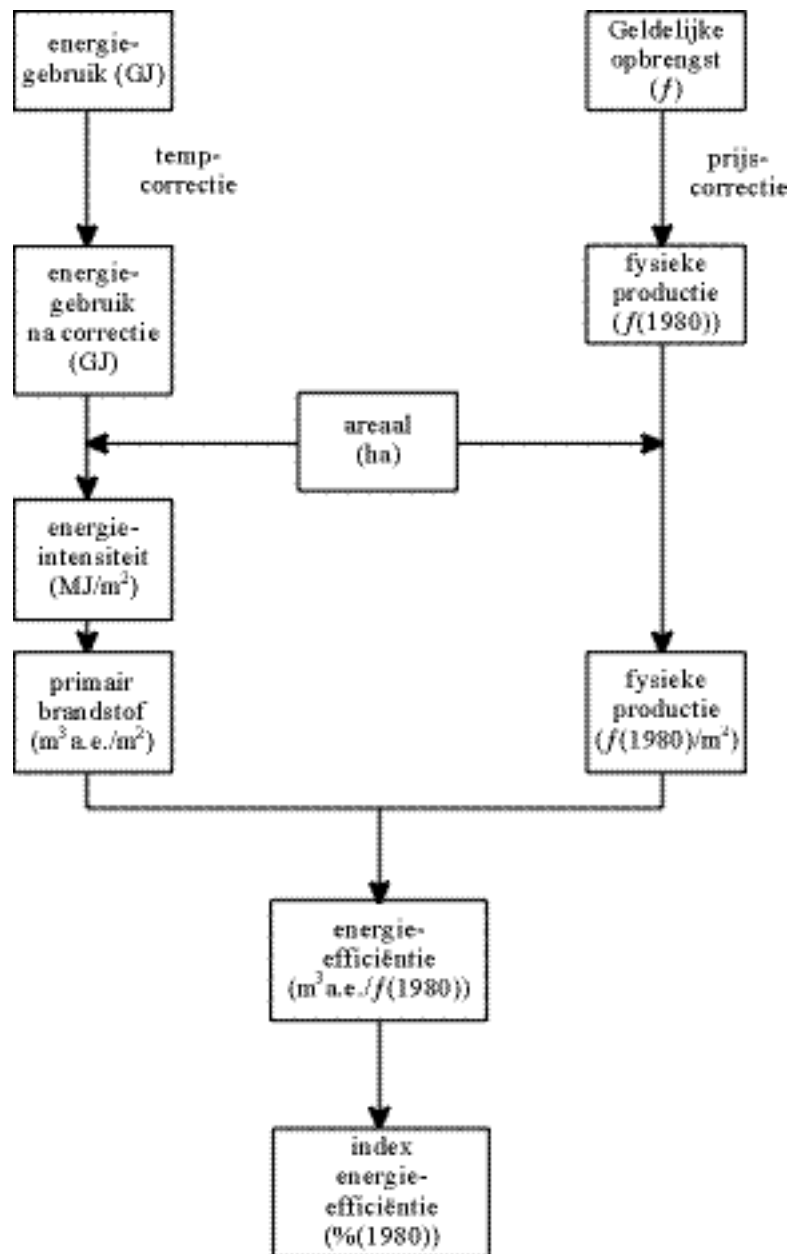 energie-
gebruik (GJ)
Geldelijke
opbrengst
(f)
temp-
correctie
prijs-
correctie
energie-
gebruik
na correctie
(GJ)
fysieke
productie
(f(1980))
areaal
(ha)
energie-
intensiteit
(MJ/m²)
primair
brandstof
(m³ a.e./m²)
fysieke
productie
(f(1980)/m²)
energie-
efficiëntie
(m³ a.e./f(1980))
index
energie-
efficiëntie
(%(1980))